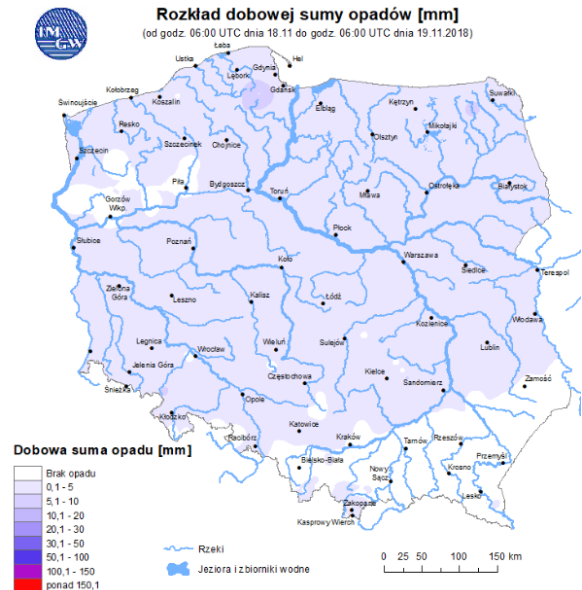 IM
GW
Rozkład dobowej sumy opadów [mm]
(od godz. 06:00 UTC dnia 18.11 do godz. 06:00 UTC dnia 19.11.2018)
Łeba
Ustka
Hel
Gdynia
Lębork
Gdańsk
Suwałki
Kołobrzeg
Koszalin
Kętrzyn
Świnoujście
Elbląg
Resko
Mikołajki
Olsztyn
Szczecinek
Chojnice
Szczecin
Piła
Bydgoszcz
Toruń
Mława
Ostrołęka
Białystok
Gorzów
Wlkp.
Płock
Słubice
Poznań
Koło
Warszawa
Siedlce
Terespol
Zielona
Góra
Leszno
Kalisz
Łódź
Kozienice
Włodawa
Legnica
Wrocław
Wieluń
Sulejów
Lublin
Jelenia Góra
Częstochowa
Kielce
Sandomierz
Zamość
Śnieżka
Opole
Kłodzko
Racibórz
Katowice
Kraków
Tarnów
Rzeszów
Bielsko-Biała
Przemyśl
Nowy
Sącz
Krosno
Lesko
Zakopane
Kasprowy Wierch
Dobowa suma opadu [mm]
Brak opadu
0,1 - 5
5,1 - 10
10,1 - 20
20,1 - 30
30,1 - 50
50,1 - 100
100,1 - 150
ponad 150,1
Rzeki
Jeziora i zbiorniki wodne
0 25 50 100 150 km